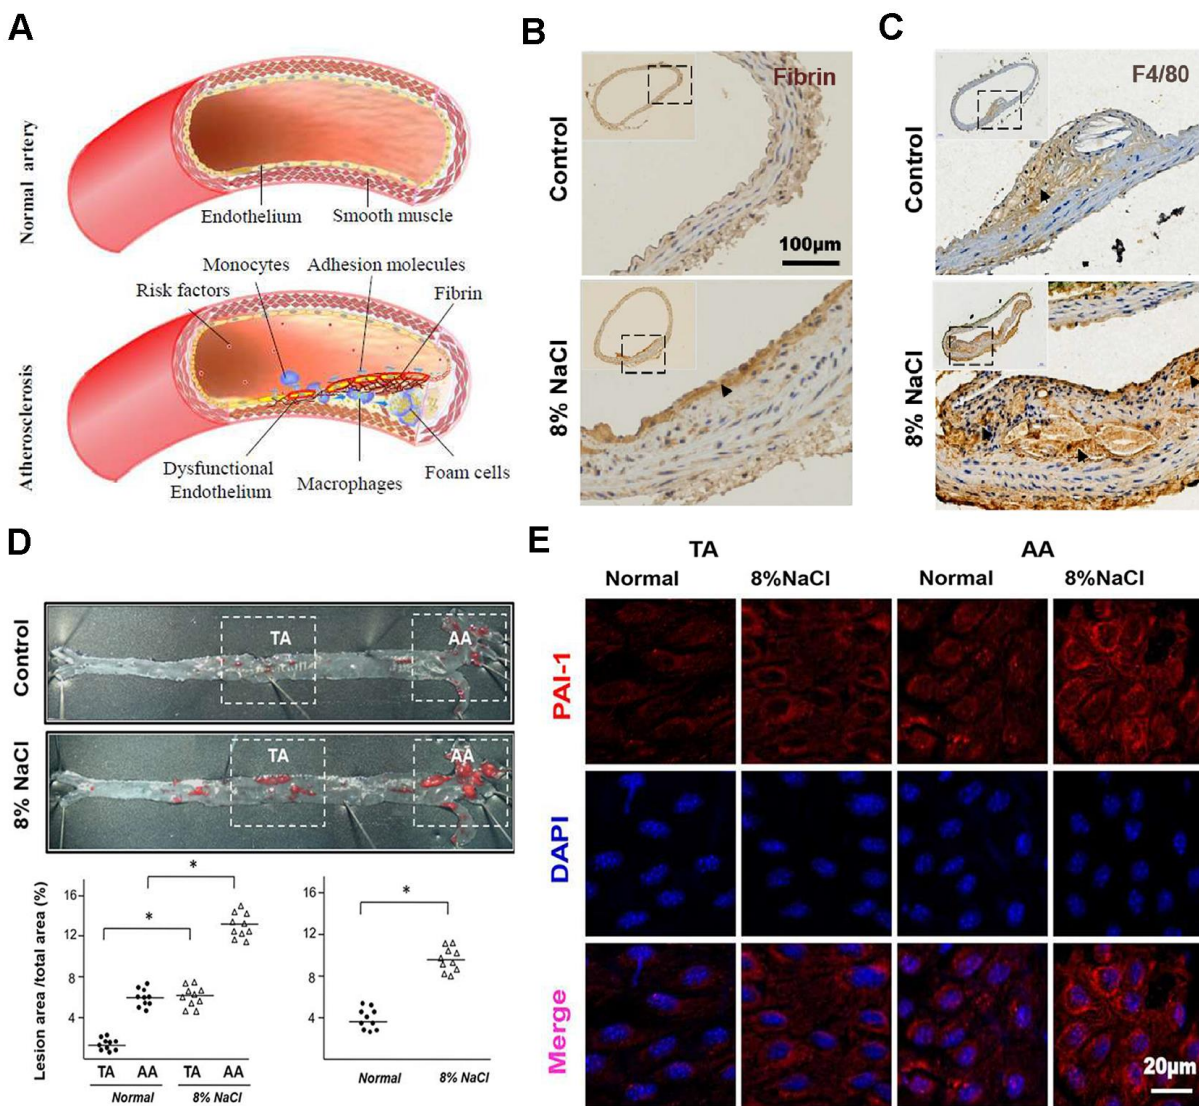 A
Normal artery
Endothelium
Smooth muscle
Atherosclerosis
Monocytes
Adhesion molecules
Risk factors
Fibrin
Dysfunctional
Endothelium
Macrophages
Foam cells
B
Control
Fibrin
100μm
8% NaCl
C
Control
F4/80
8% NaCl
D
Control
TA
AA
8% NaCl
TA
AA
Lesion area /total area (%)
16
12
8
4
*
*
TA
AA
TA
AA
Normal
8% NaCl
16
12
8
4
*
Normal
8% NaCl
E
TA
AA
Normal
8%NaCl
Normal
8%NaCl
PAI-1
DAPI
Merge
20μm